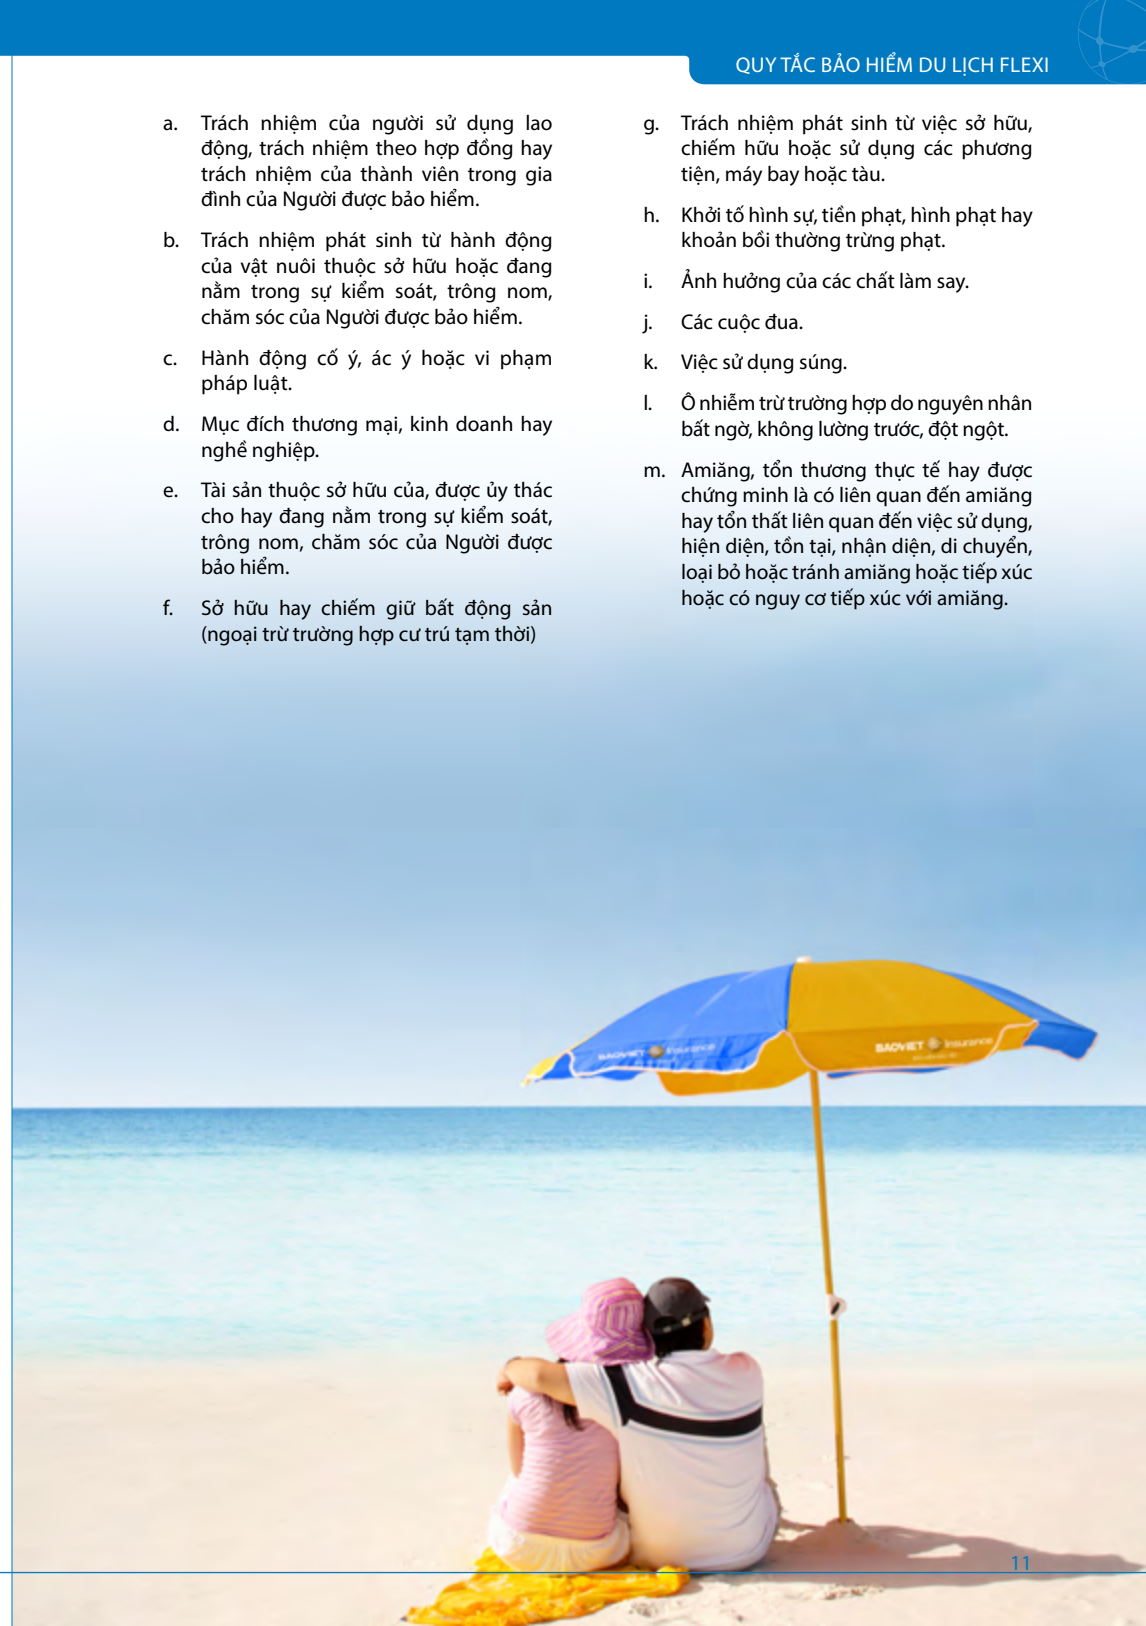 QUY TẮC BẢO HIỂM DU LỊCH FLEXI
a. Trách nhiệm của người sử dụng lao
động, trách nhiệm theo hợp đồng hay
trách nhiệm của thành viên trong gia
đình của Người được bảo hiểm.
b. Trách nhiệm phát sinh từ hành động
của vật nuôi thuộc sở hữu hoặc đang
nằm trong sự kiểm soát, trông nom,
chăm sóc của Người được bảo hiểm.
c. Hành động cố ý, ác ý hoặc vi phạm
pháp luật.
d. Mục đích thương mại, kinh doanh hay
nghề nghiệp.
e. Tài sản thuộc sở hữu của, được ủy thác
cho hay đang nằm trong sự kiểm soát,
trông nom, chăm sóc của Người được
bảo hiểm.
f. Sở hữu hay chiếm giữ bất động sản
(ngoại trừ trường hợp cư trú tạm thời)
g. Trách nhiệm phát sinh từ việc sở hữu,
chiếm hữu hoặc sử dụng các phương
tiện, máy bay hoặc tàu.
h. Khởi tố hình sự, tiền phạt, hình phạt hay
khoản bồi thường trừng phạt.
i. Ảnh hưởng của các chất làm say.
j. Các cuộc đua.
k. Việc sử dụng súng.
l. Ô nhiễm trừ trường hợp do nguyên nhân
bất ngờ, không lường trước, đột ngột.
m. Amiăng, tổn thương thực tế hay được
chứng minh là có liên quan đến amiăng
hay tổn thất liên quan đến việc sử dụng,
hiện diện, tồn tại, nhận diện, di chuyển,
loại bỏ hoặc tránh amiăng hoặc tiếp xúc
hoặc có nguy cơ tiếp xúc với amiăng.
BAOVIET Insurance
BAOVIET Insurance
11